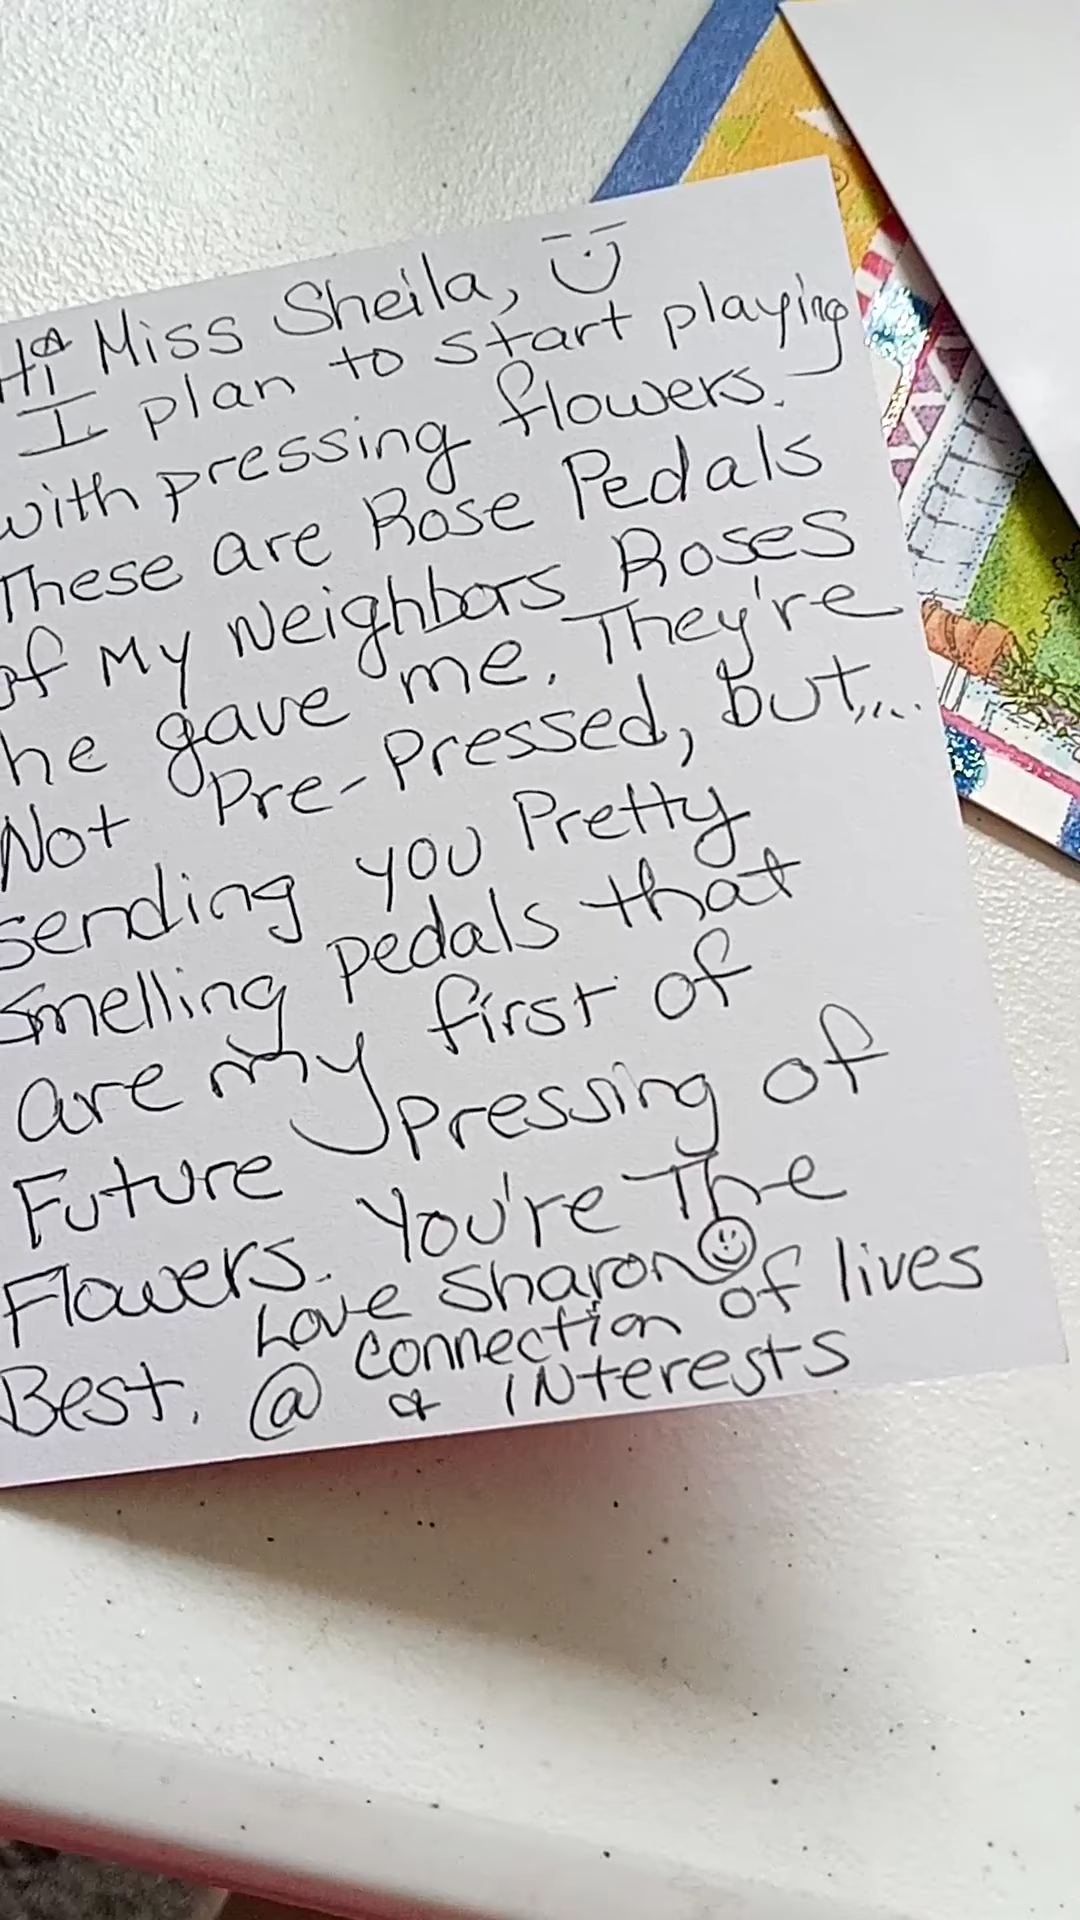 Hi Miss Sheila,
I plan to start playing
with pressing flowers.
These are Rose Pedals
of My Neighbors Roses
he gave me. They're
Not Pre-Pressed, but,...
sending you Pretty
smelling pedals that
are my first of
Future pressing of
Flowers. You're The
Best. Love Sharon
@ connection of lives
& INterests